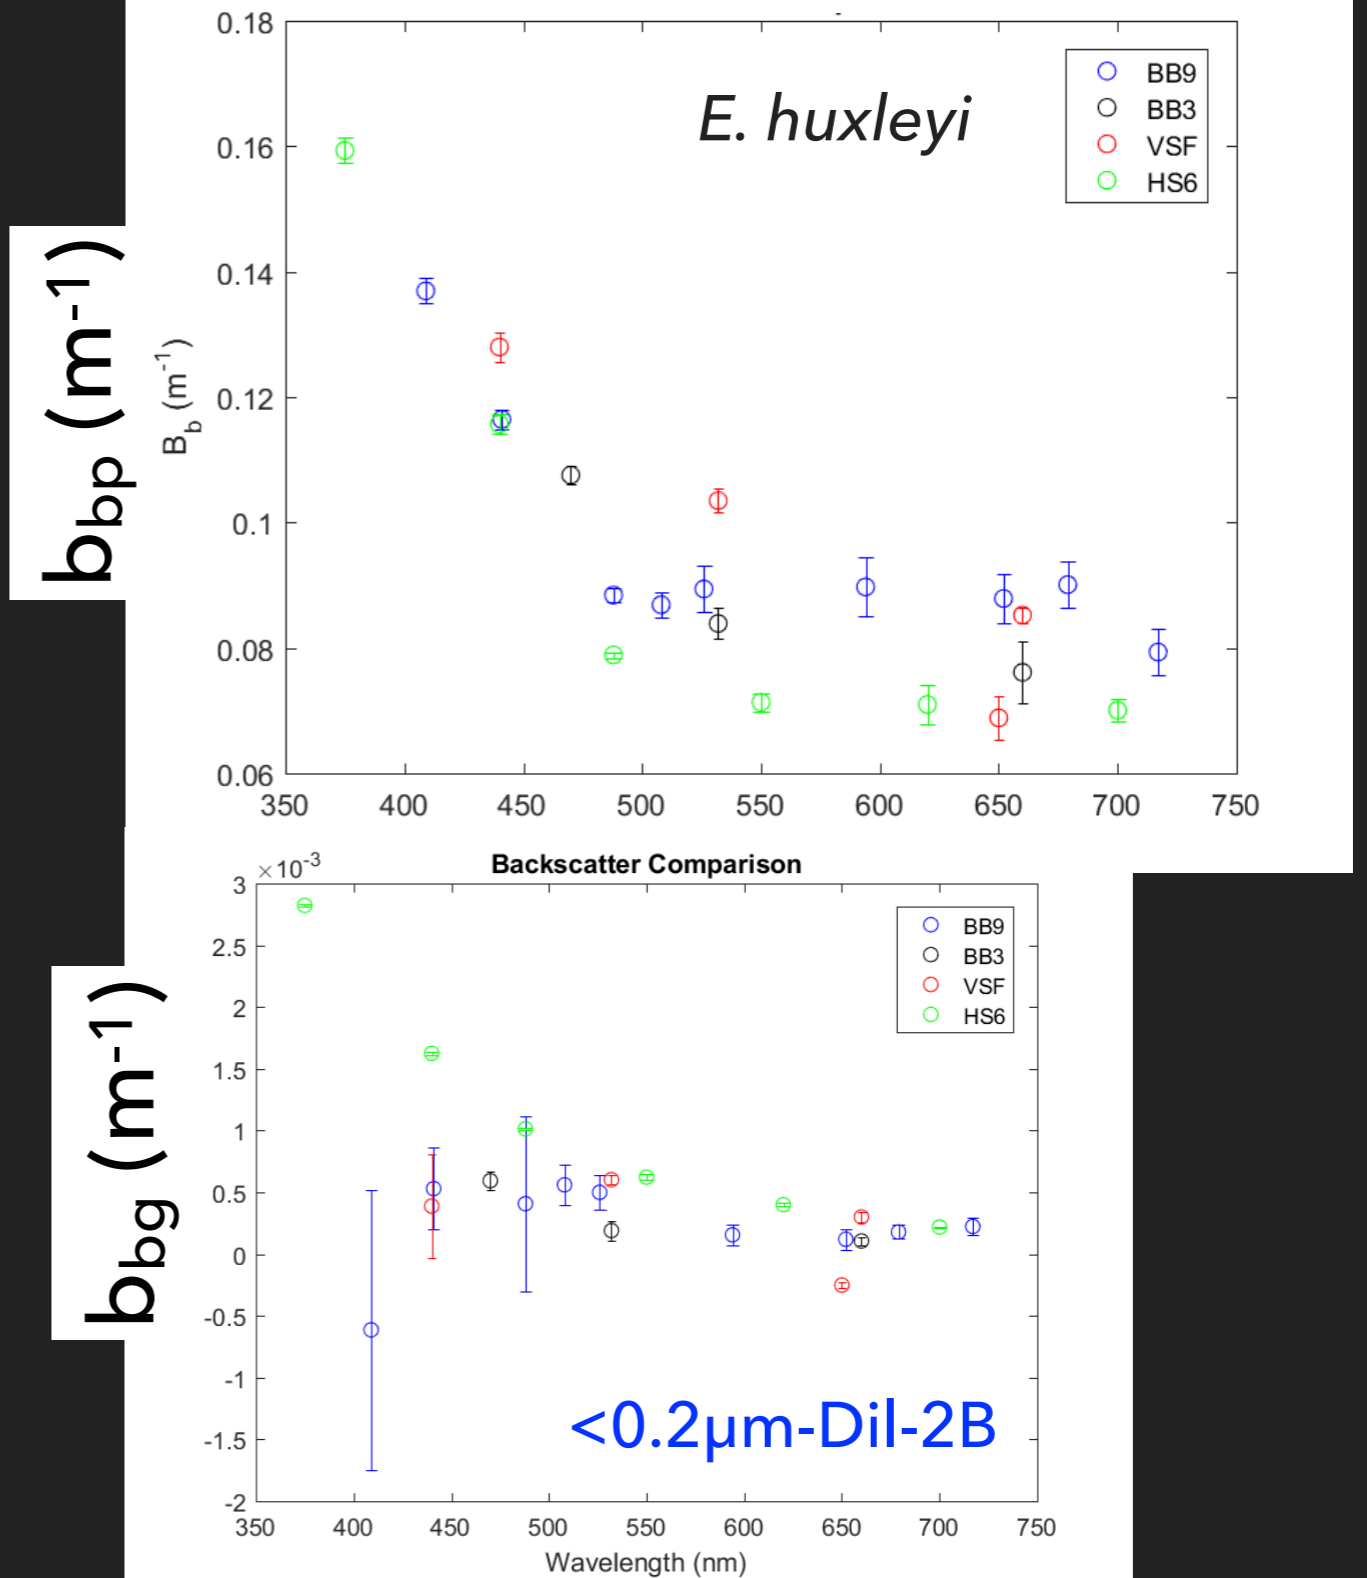 0.18
0.16
0.14
0.12
0.1
0.08
0.06
E. huxleyi
BB9
BB3
VSF
HS6
bbp (m-1)
Bb (m-1)
350 400 450 500 550 600 650 700 750
Backscatter Comparison
×10-3
3
2.5
2
1.5
1
0.5
0
-0.5
-1
-1.5
-2
BB9
BB3
VSF
HS6
bbg (m-1)
<0.2µm-Dil-2B
350 400 450 500 550 600 650 700 750
Wavelength (nm)